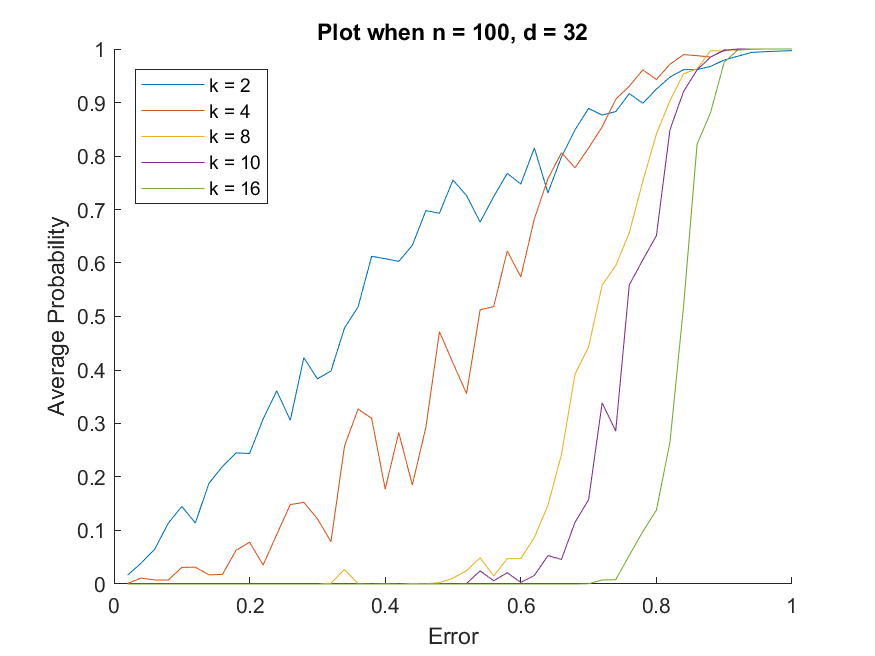 Plot when n = 100, d = 32
1
0.9
0.8
0.7
0.6
0.5
0.4
0.3
0.2
0.1
0
Average Probability
k = 2
k = 4
k = 8
k = 10
k = 16
0 0.2 0.4 0.6 0.8 1
Error